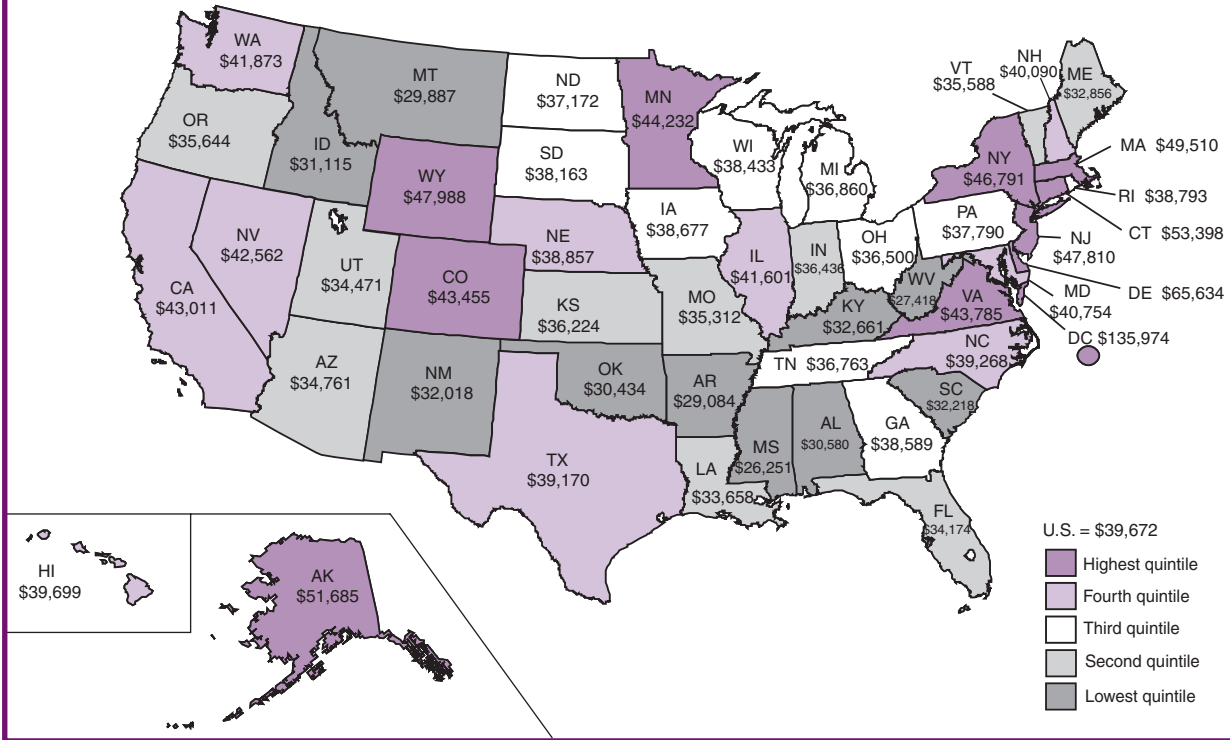 WA
$41,873
MT
$29,887
ND
$37,172
MN
$44,232
VT
$35,588
NH
$40,090
ME
$32,856
OR
$35,644
ID
$31,115
WY
$47,988
SD
$38,163
WI
$38,433
MI
$36,860
NY
$46,791
MA $49,510
RI $38,793
CT $53,398
NJ
$47,810
DE $65,634
MD
$40,754
DC $135,974
CA
$43,011
NV
$42,562
UT
$34,471
CO
$43,455
NE
$38,857
IA
$38,677
IL
$41,601
IN
$36,436
OH
$36,500
PA
$37,790
WV
$27,418
VA
$43,785
KS
$36,224
MO
$35,312
KY
$32,661
NC
$39,268
TN $36,763
AZ
$34,761
NM
$32,018
OK
$30,434
AR
$29,084
SC
$32,218
MS
$26,251
AL
$30,580
GA
$38,589
TX
$39,170
LA
$33,658
FL
$34,174
HI
$39,699
AK
$51,685
U.S. = $39,672
Highest quintile
Fourth quintile
Third quintile
Second quintile
Lowest quintile